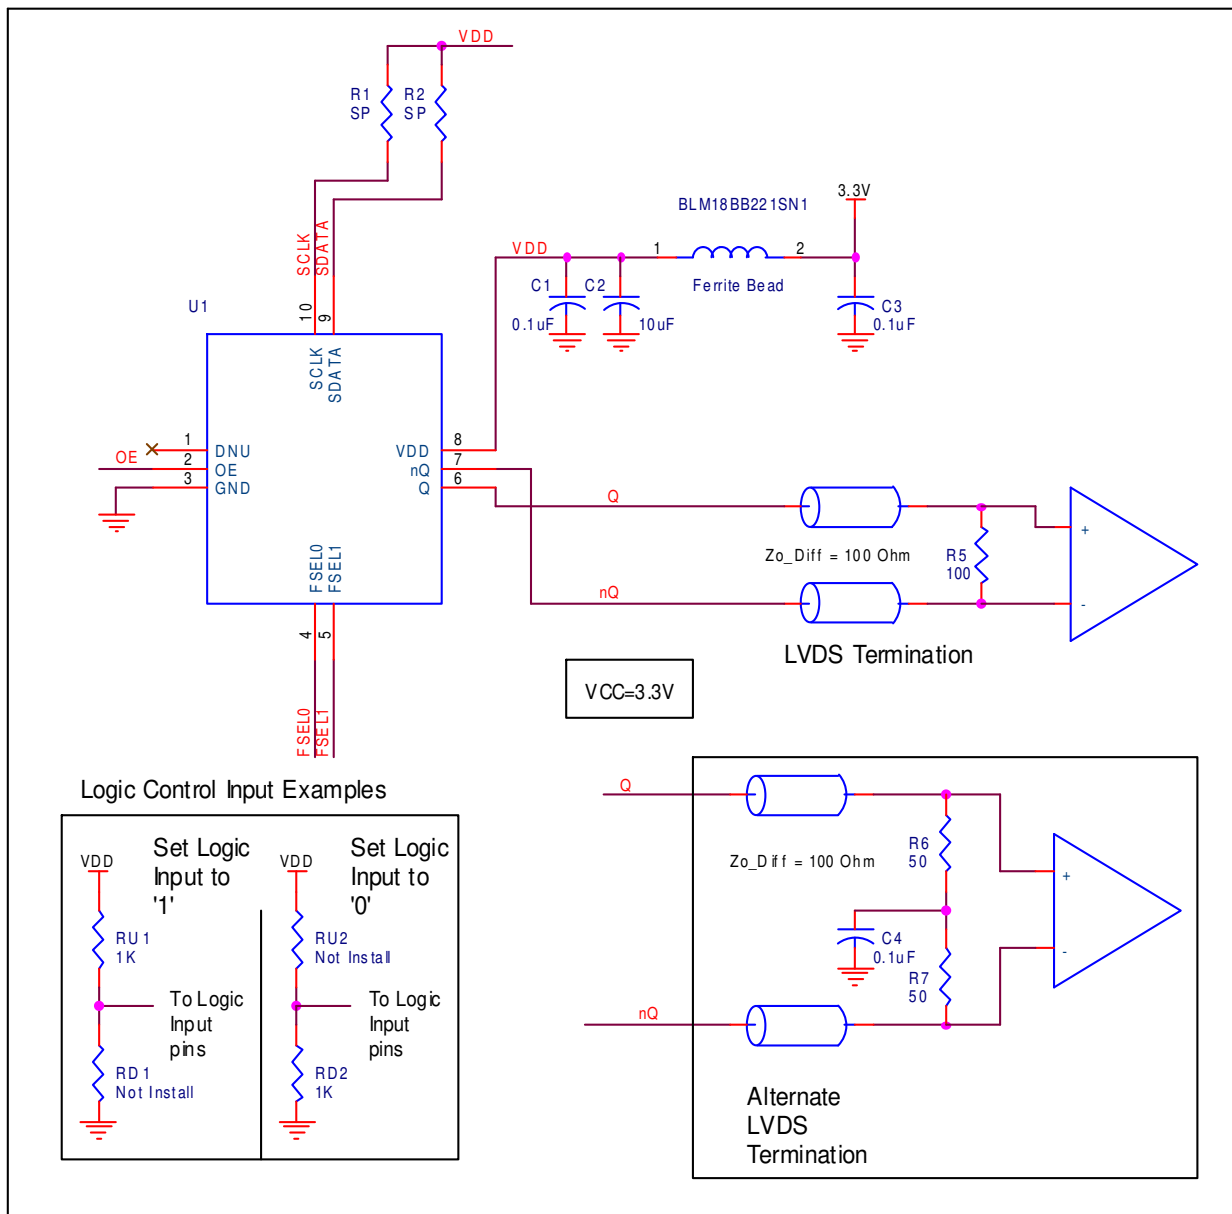 VDD
R1
SP
R2
SP
SCLK
SDATA
U1
10
9
SCLK
SDATA
3.3V
BLM18BB221SN1
VDD
1
2
C1
0.1uF
C2
10uF
Ferrite Bead
C3
0.1uF
1
DNU
OE
2
OE
3
GND
VDD
8
nQ
7
Q
6
FSEL0
FSEL1
4
5
FSEL0
FSEL1
Q
Zo_Diff = 100 Ohm
nQ
R5
100
+
-
LVDS Termination
VCC=3.3V
Logic Control Input Examples
VDD
Set Logic
Input to
'1'
RU1
1K
To Logic
Input
pins
RD1
Not Install
VDD
Set Logic
Input to
'0'
RU2
Not Install
To Logic
Input
pins
RD2
1K
Q
Zo_Diff = 100 Ohm
R6
50
C4
0.1uF
R7
50
nQ
+
-
Alternate
LVDS
Termination